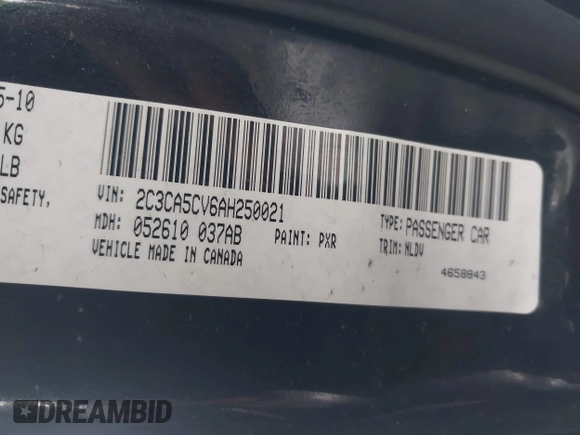 5-10
KG
LB
SAFETY,
VIN: 2C3CA5CV6AH250021
MDH: 052610 037AB PAINT: PXR
VEHICLE MADE IN CANADA
TYPE: PASSENGER CAR
TRIM: NLDV
4658843
DREAMBID